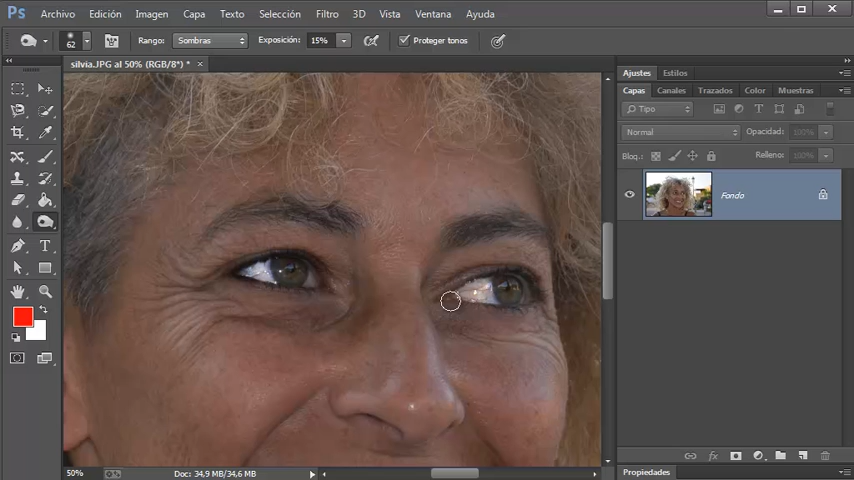 Ps Archivo Edición Imagen Capa Texto Selección Filtro 3D Vista Ventana Ayuda
62 Rango: Sombras Exposición: 15% Proteger tonos
silvia.JPG al 50% (RGB/8*) * ×
Ajustes Estilos
Capas Canales Trazados Color Muestras
Tipo
Normal Opacidad: 100%
Bloq.: Relleno: 100%
Fondo
50% Doc: 34,9 MB/34,6 MB
Propiedades